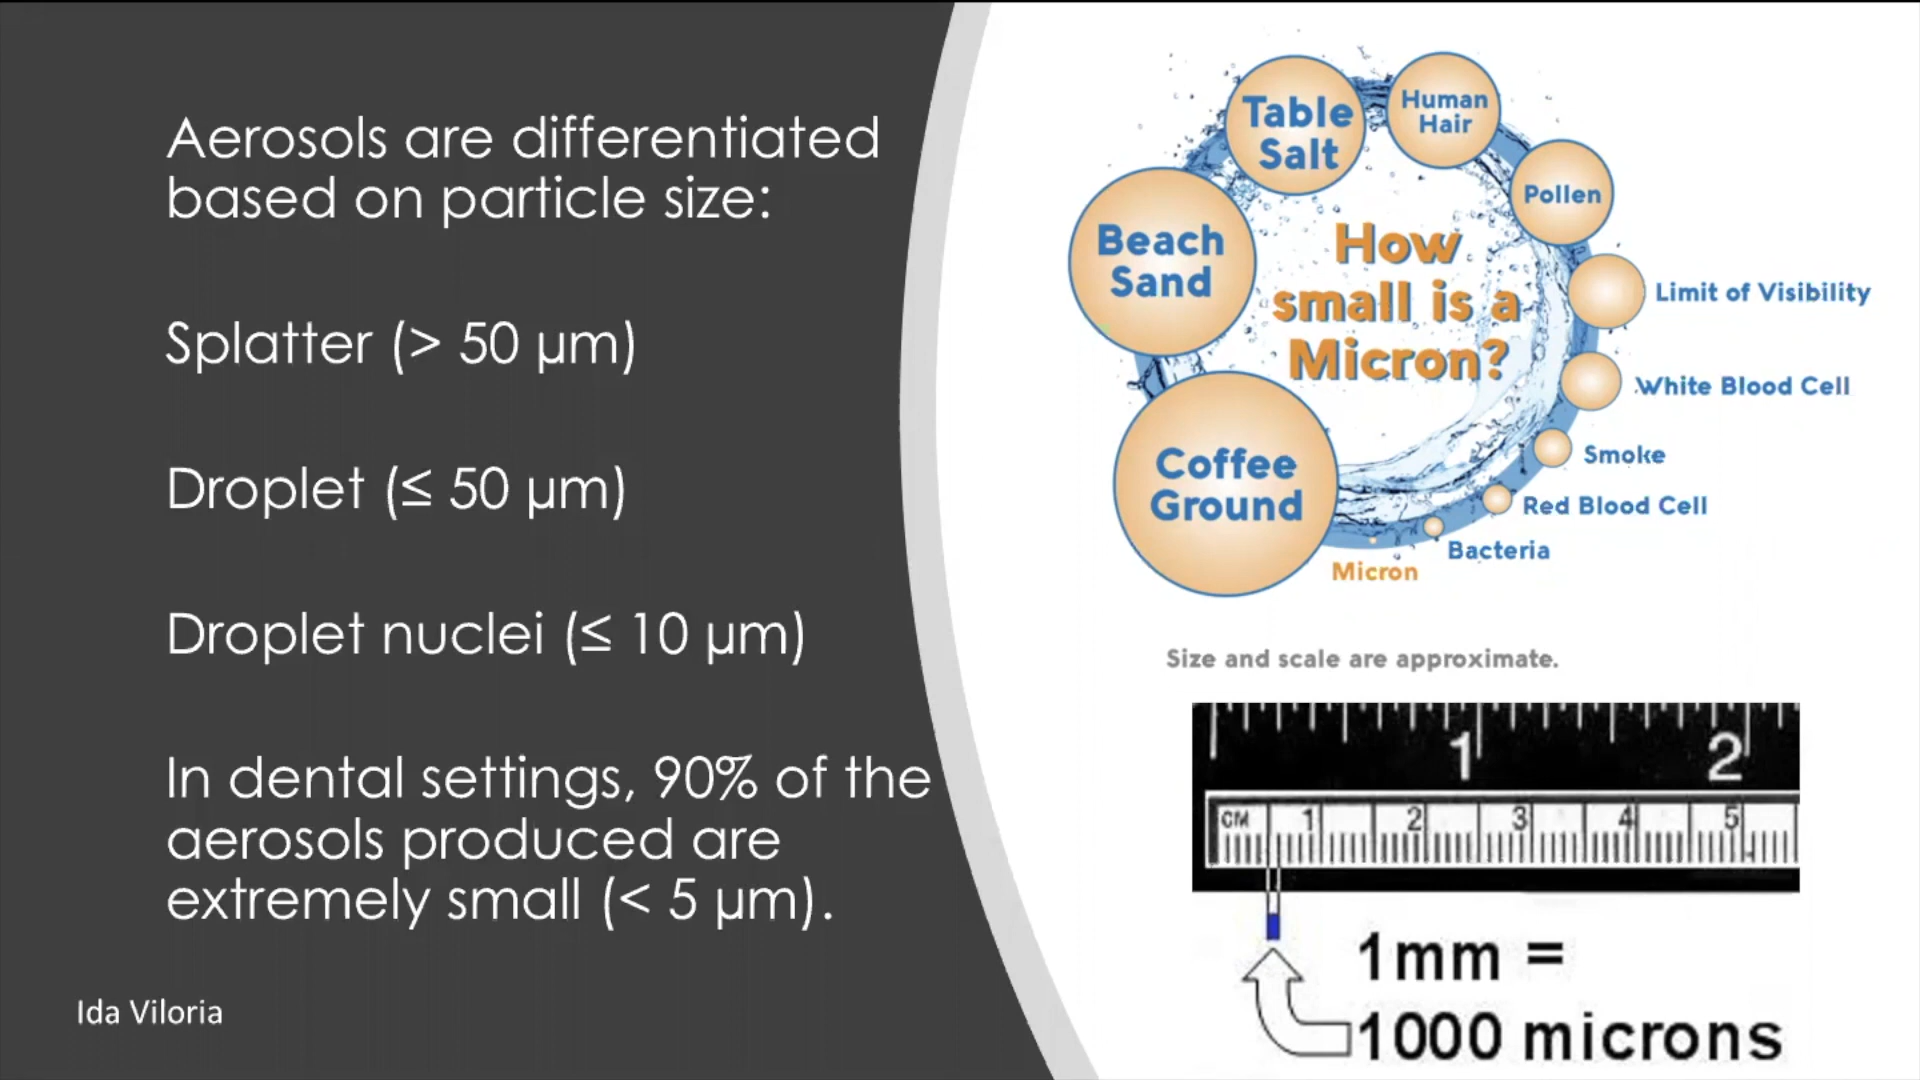 Aerosols are differentiated
based on particle size:
Splatter (> 50 µm)
Droplet (≤ 50 µm)
Droplet nuclei (≤ 10 µm)
In dental settings, 90% of the
aerosols produced are
extremely small (< 5 µm).
Ida Viloria
Table
Salt
Human
Hair
Pollen
Beach
Sand
How
small is a
Micron?
Limit of Visibility
White Blood Cell
Smoke
Coffee
Ground
Red Blood Cell
Bacteria
Micron
Size and scale are approximate.
1 2
CM 1 2 3 4 5
1mm =
1000 microns